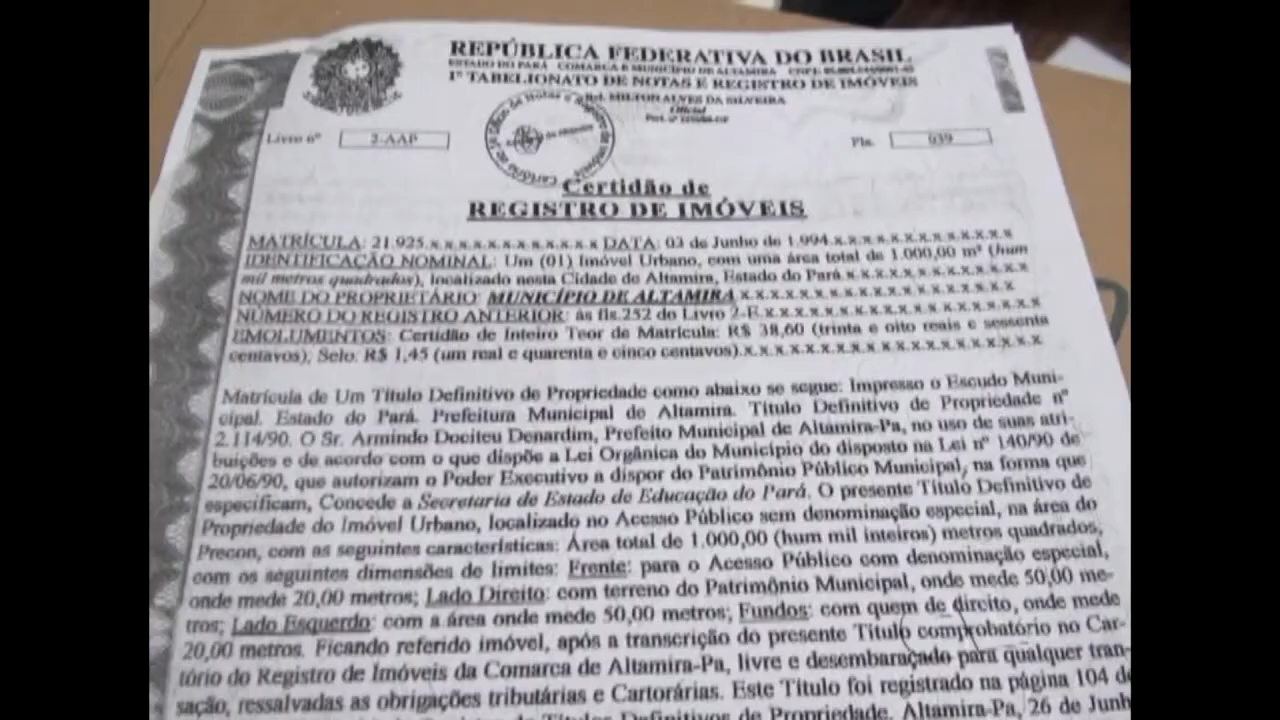 REPÚBLICA FEDERATIVA DO BRASIL
ESTADO DO PARÁ COMARCA E MUNICÍPIO DE ALTAMIRA
1º TABELIONATO DE NOTAS E REGISTRO DE IMÓVEIS
Bel. MILTON ALVES DA SILVEIRA
Oficial
Livro nº 2-AAP Fls. 039
Certidão de
REGISTRO DE IMÓVEIS
MATRÍCULA: 21.925.x.x.x.x.x.x.x.x.x.x.x DATA: 03 de Junho de 1.994.x.x.x.x.x.x.x.x.x.x.x.x
IDENTIFICAÇÃO NOMINAL: Um (01) Imóvel Urbano, com uma área total de 1.000,00 m² (hum
mil metros quadrados), localizado nesta Cidade de Altamira, Estado do Pará.x.x.x.x.x.x.x.x.x.x.x.x
NOME DO PROPRIETÁRIO: MUNICÍPIO DE ALTAMIRA.x.x.x.x.x.x.x.x.x.x.x.x.x.x.x.x.x.x
NÚMERO DO REGISTRO ANTERIOR: às fls.252 do Livro 2-F.x.x.x.x.x.x.x.x.x.x.x.x.x.x.x.x.x.x
EMOLUMENTOS: Certidão de Inteiro Teor de Matrícula: R$ 38,60 (trinta e oito reais e sessenta
centavos), Selo: R$ 1,45 (um real e quarenta e cinco centavos).x.x.x.x.x.x.x.x.x.x.x.x.x.x.x.x.x.x.x
Matrícula de Um Título Definitivo de Propriedade como abaixo se segue: Impresso o Escudo Muni-
cipal. Estado do Pará. Prefeitura Municipal de Altamira. Título Definitivo de Propriedade nº
2.114/90. O Sr. Armindo Dociteu Denardim, Prefeito Municipal de Altamira-Pa, no uso de suas atri-
buições e de acordo com o que dispõe a Lei Orgânica do Município do disposto na Lei nº 140/90 de
20/06/90, que autorizam o Poder Executivo a dispor do Patrimônio Público Municipal, na forma que
especificam, Concede a Secretaria de Estado de Educação do Pará. O presente Título Definitivo de
Propriedade do Imóvel Urbano, localizado no Acesso Público sem denominação especial, na área do
Precon, com as seguintes características: Área total de 1.000,00 (hum mil inteiros) metros quadrados,
com os seguintes dimensões de limites: Frente: para o Acesso Público com denominação especial,
onde mede 20,00 metros; Lado Direito: com terreno do Patrimônio Municipal, onde mede 50,00 me-
tros; Lado Esquerdo: com a área onde mede 50,00 metros; Fundos: com quem de direito, onde mede
20,00 metros. Ficando referido imóvel, após a transcrição do presente Título comprobatório no Car-
tório do Registro de Imóveis da Comarca de Altamira-Pa, livre e desembaraçado para qualquer tran-
sação, ressalvadas as obrigações tributárias e Cartorárias. Este Título foi registrado na página 104 d
de Títulos Definitivos de Propriedade. Altamira-Pa, 26 de Junh